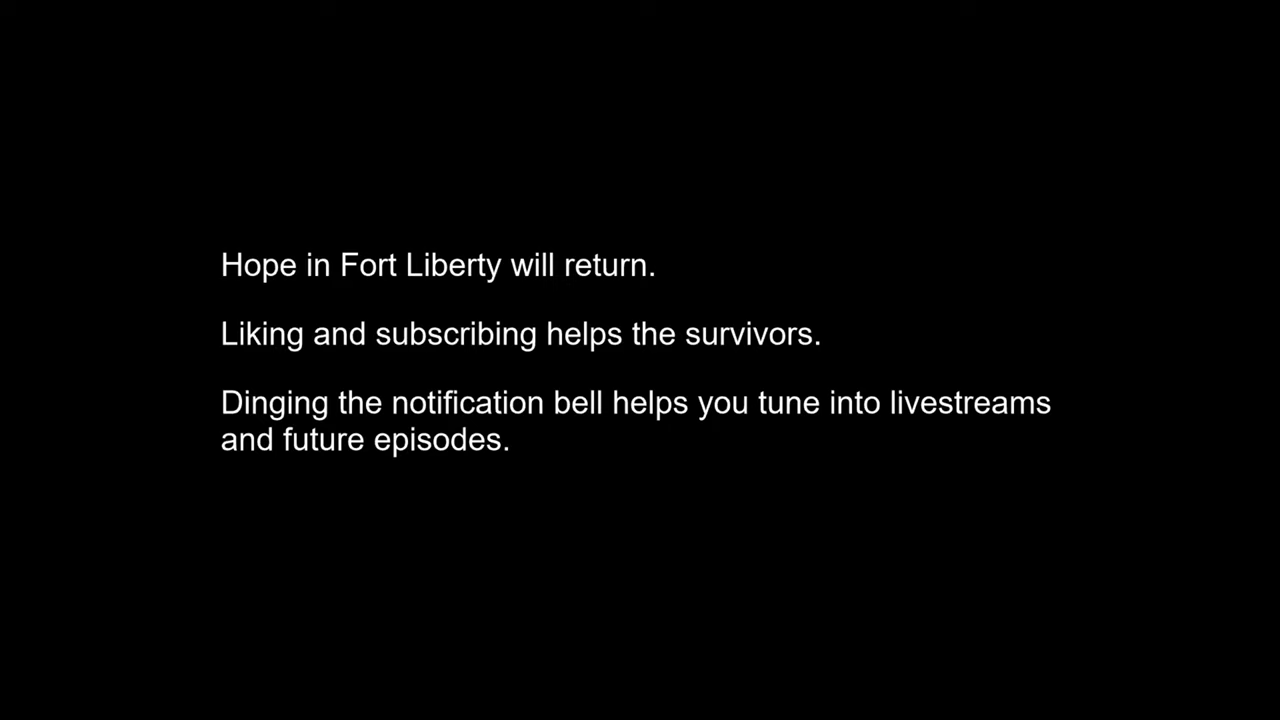 Hope in Fort Liberty will return.
Liking and subscribing helps the survivors.
Dinging the notification bell helps you tune into livestreams
and future episodes.